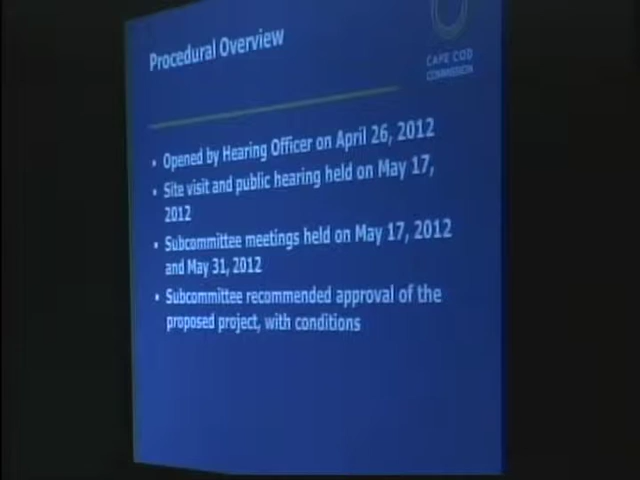 Procedural Overview
CAPE COD
COMMISSION
• Opened by Hearing Officer on April 26, 2012
• Site visit and public hearing held on May 17,
2012
• Subcommittee meetings held on May 17, 2012
and May 31, 2012
• Subcommittee recommended approval of the
proposed project, with conditions